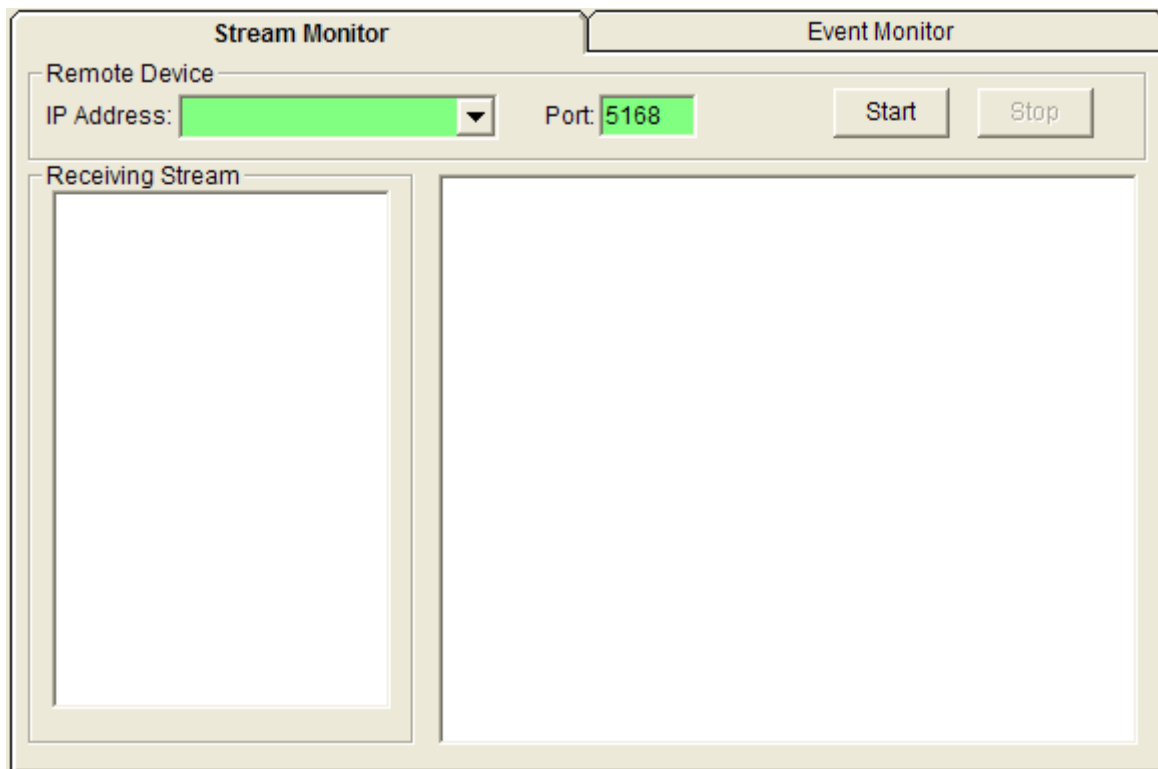 Stream Monitor Event Monitor
Remote Device
IP Address: Port: 5168 Start Stop
Receiving Stream